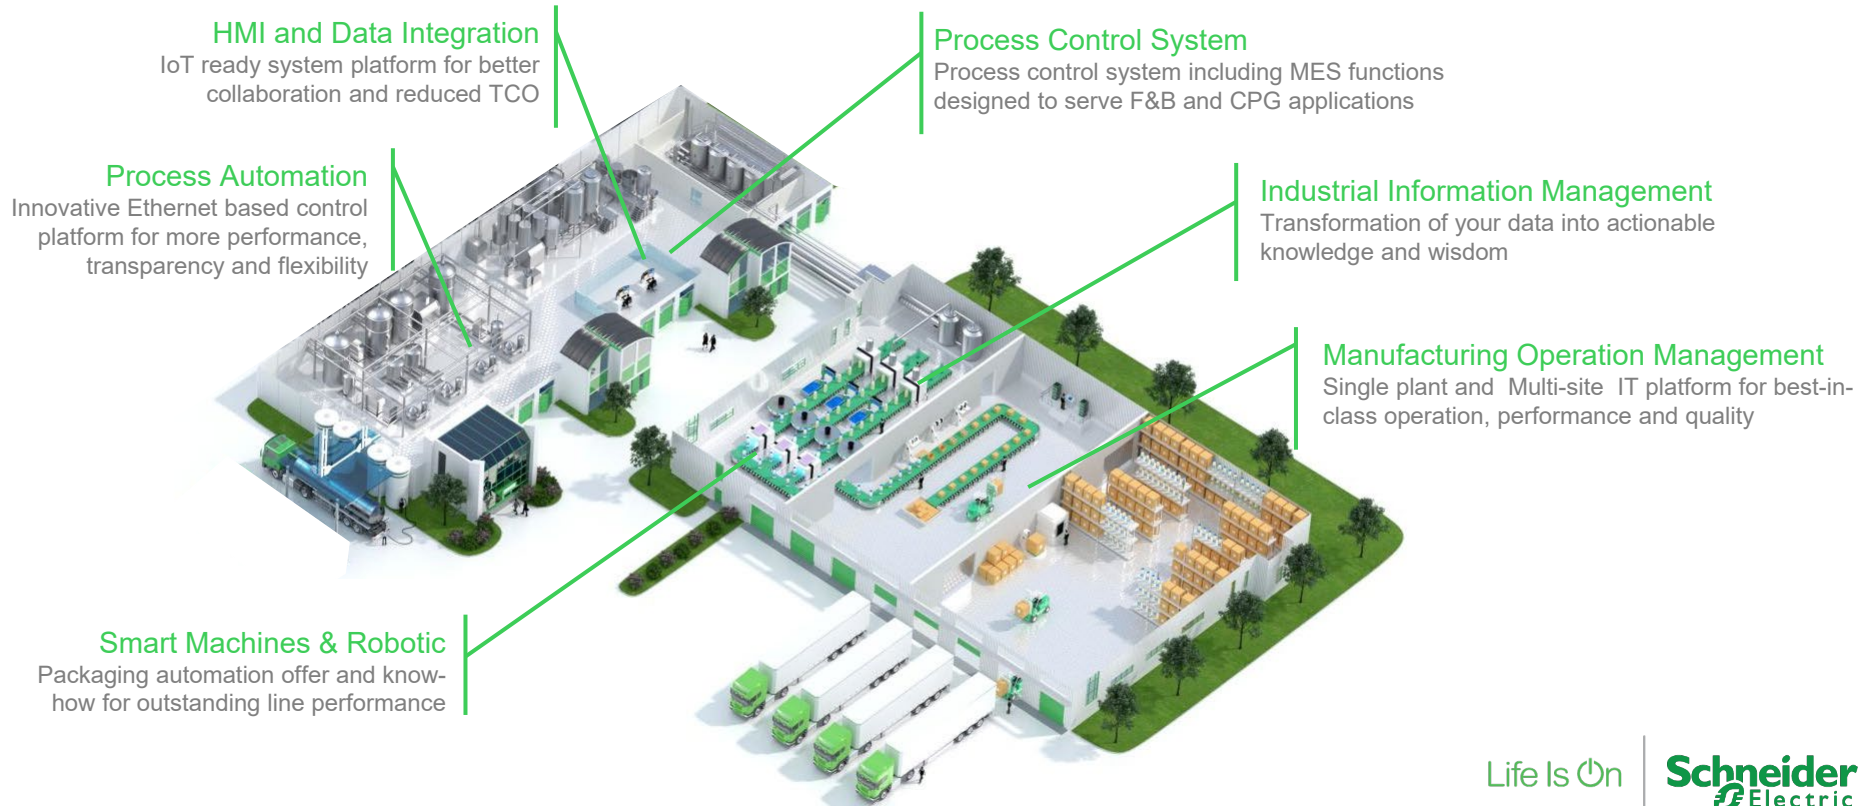 HMI and Data Integration
IoT ready system platform for better
collaboration and reduced TCO
Process Control System
Process control system including MES functions
designed to serve F&B and CPG applications
Process Automation
Innovative Ethernet based control
platform for more performance,
transparency and flexibility
Industrial Information Management
Transformation of your data into actionable
knowledge and wisdom
Manufacturing Operation Management
Single plant and  Multi-site  IT platform for best-in-
class operation, performance and quality
Smart Machines & Robotic
Packaging automation offer and know-
how for outstanding line performance
Life Is On
Schneider
Electric